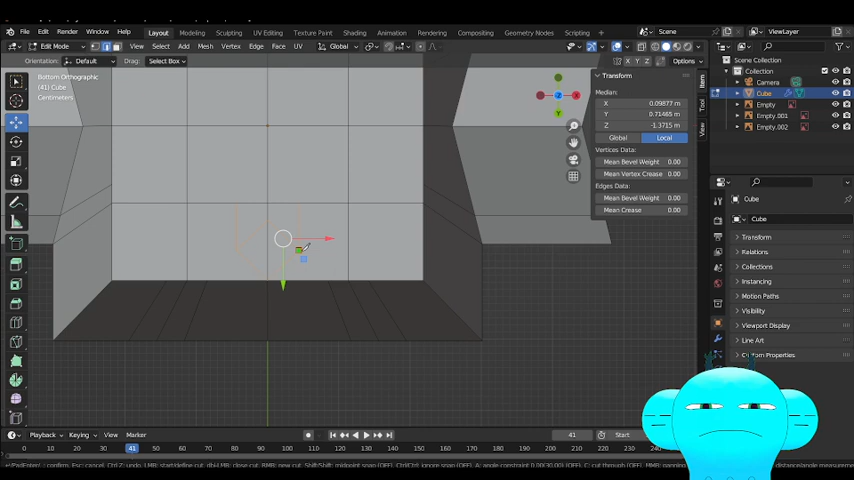 File Edit Render Window Help Layout Modeling Sculpting UV Editing Texture Paint Shading Animation Rendering Compositing Geometry Nodes Scripting Scene ViewLayer
Edit Mode View Select Add Mesh Vertex Edge Face UV Global
Orientation: Default Drag: Select Box X Y Z Options
Bottom Orthographic
(41) Cube
Centimeters
Transform
Median:
X 0.09877 m
Y 0.71465 m
Z -1.3715 m
Global Local
Vertices Data:
Mean Bevel Weight 0.00
Mean Vertex Crease 0.00
Edges Data:
Mean Bevel Weight 0.00
Mean Crease 0.00
Item
Tool
View
X
Y
Z
Scene Collection
Collection
Camera
Cube
Empty
Empty.001
Empty.002
Cube
Cube
Transform
Relations
Collections
Instancing
Motion Paths
Visibility
Viewport Display
Line Art
Custom Properties
Playback Keying View Marker 41 Start
0 10 20 30 41 50 60 70 80 90 100 110 120 130 140 150 160 170 180 190 200 210 220 230 240